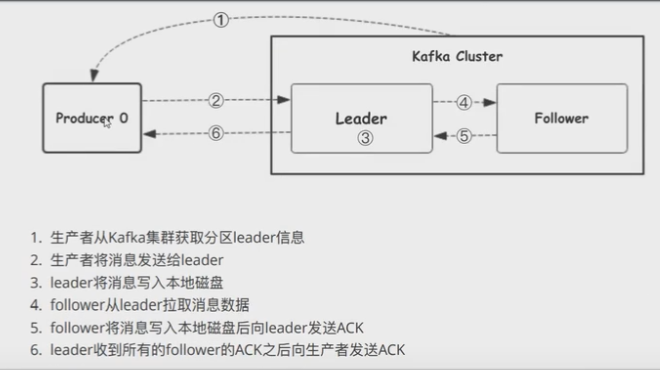 ①
Kafka Cluster
Producer 0
②
⑥
Leader
③
④
⑤
Follower
1. 生产者从Kafka集群获取分区leader信息
2. 生产者将消息发送给leader
3. leader将消息写入本地磁盘
4. follower从leader拉取消息数据
5. follower将消息写入本地磁盘后向leader发送ACK
6. leader收到所有的follower的ACK之后向生产者发送ACK